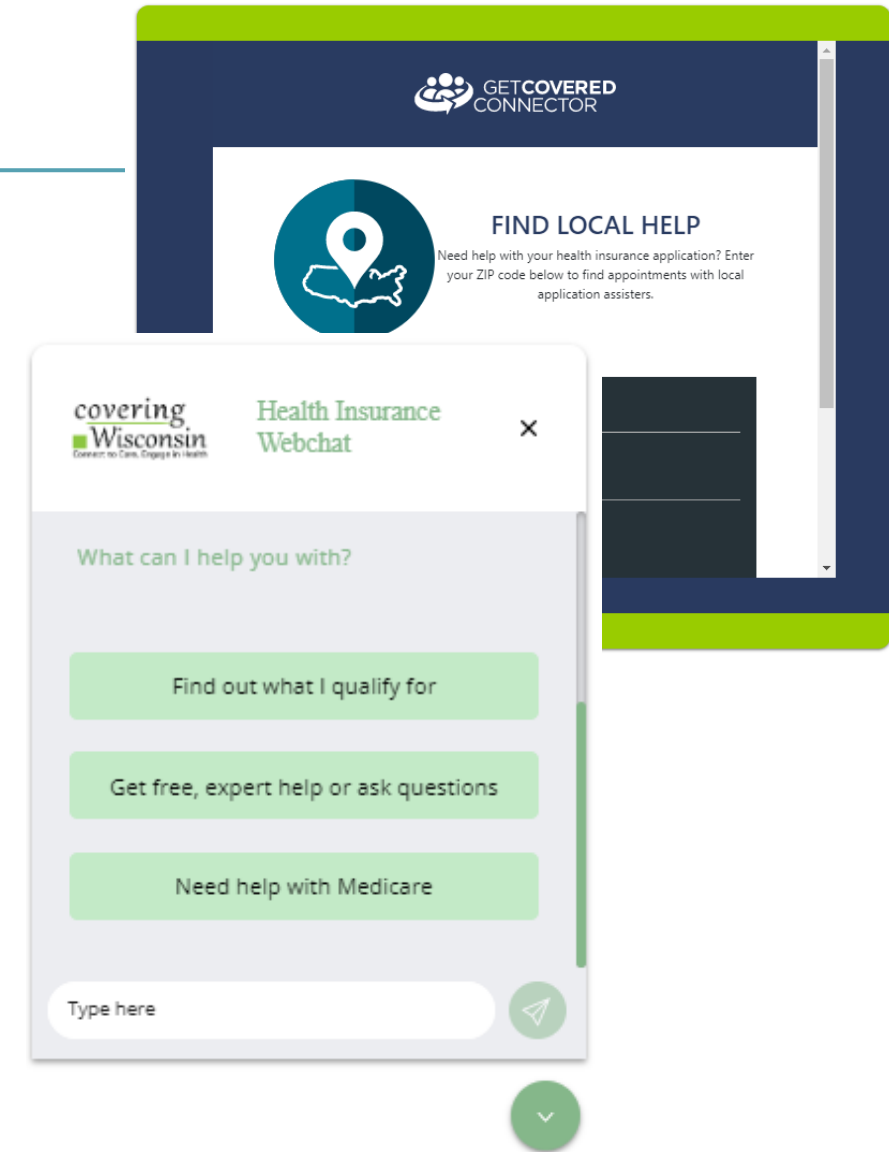 GETCOVERED
CONNECTOR
FIND LOCAL HELP
Need help with your health insurance application? Enter
your ZIP code below to find appointments with local
application assisters.
covering
Wisconsin
Connect to Care, Engage in Health
Health Insurance
Webchat
What can I help you with?
Find out what I qualify for
Get free, expert help or ask questions
Need help with Medicare
Type here